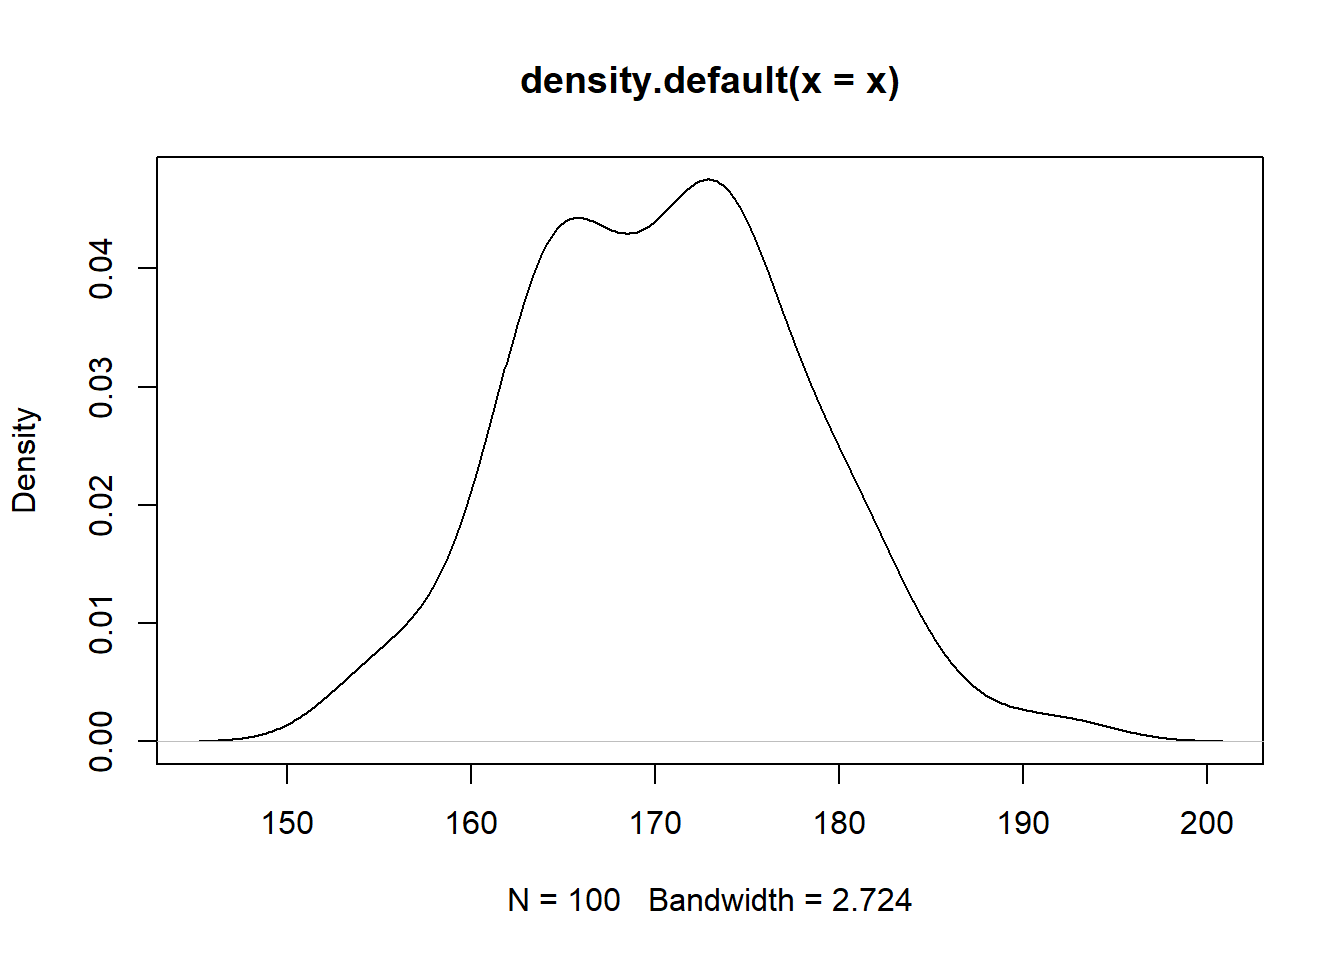 density.default(x = x)
Density
0.04
0.03
0.02
0.01
0.00
150 160 170 180 190 200
N = 100   Bandwidth = 2.724